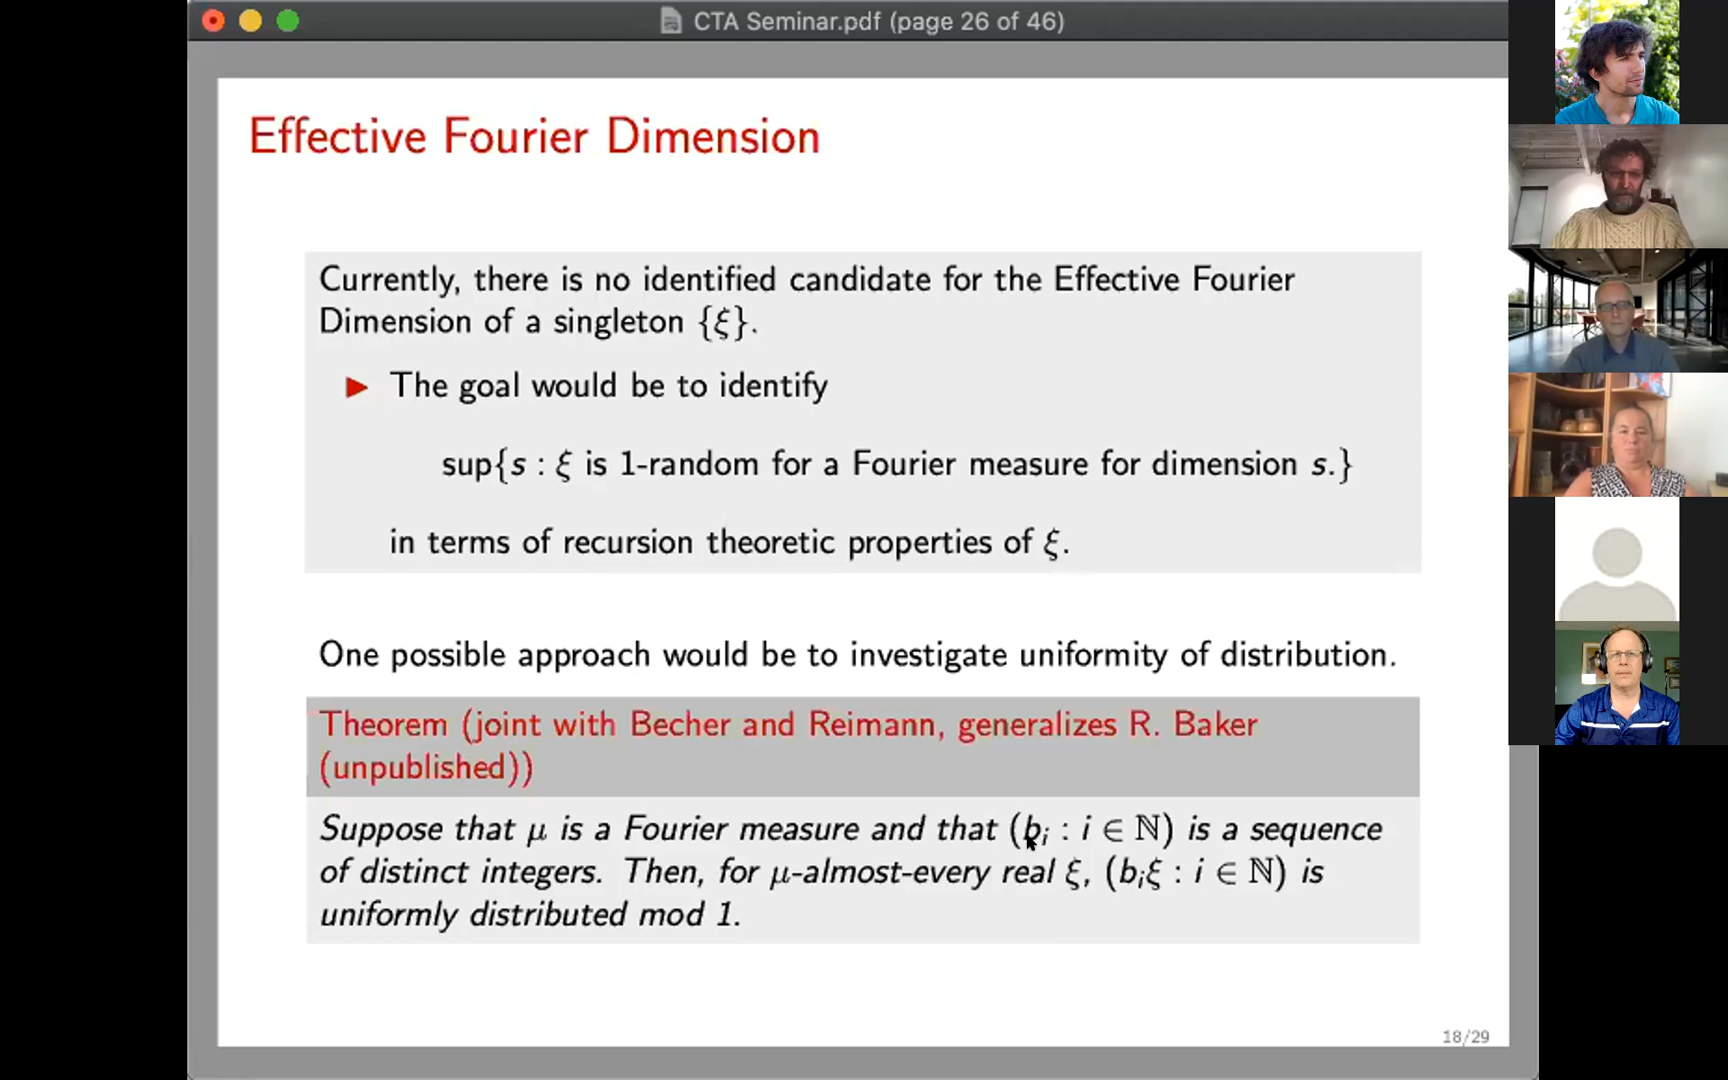 CTA Seminar.pdf (page 26 of 46)
Effective Fourier Dimension
Currently, there is no identified candidate for the Effective Fourier
Dimension of a singleton {ξ}.
▶ The goal would be to identify
sup{s : ξ is 1-random for a Fourier measure for dimension s.}
in terms of recursion theoretic properties of ξ.
One possible approach would be to investigate uniformity of distribution.
Theorem (joint with Becher and Reimann, generalizes R. Baker
(unpublished))
Suppose that μ is a Fourier measure and that (bᵢ : i ∈ ℕ) is a sequence
of distinct integers. Then, for μ-almost-every real ξ, (bᵢξ : i ∈ ℕ) is
uniformly distributed mod 1.
18/29